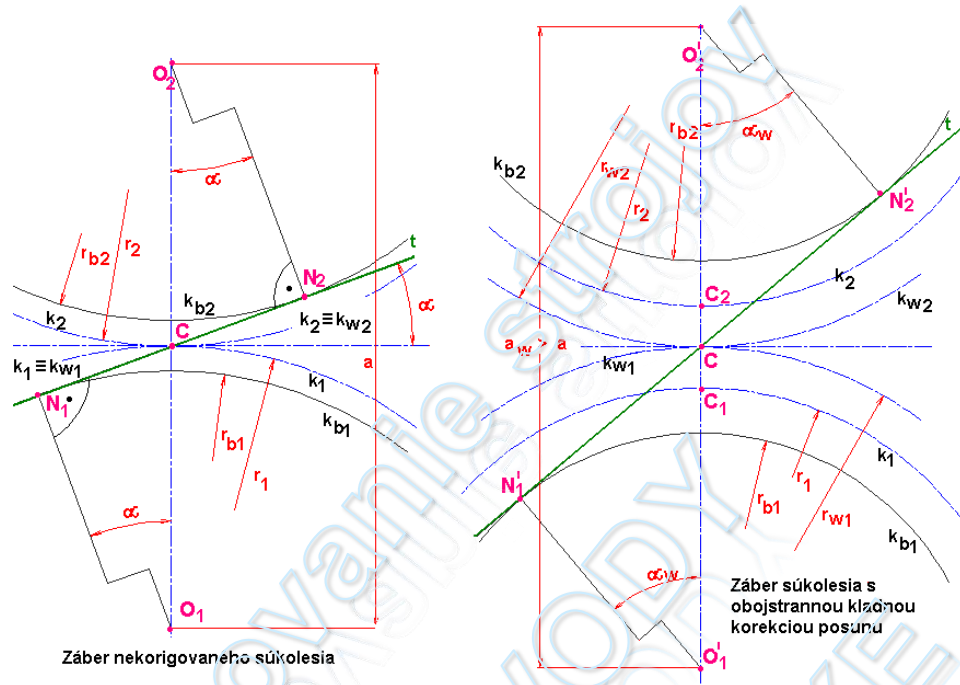 O2
α
r2
rb2
N2
t
kb2
k2
C
k2≡kw2
α
k1≡kw1
a
N1
k1
kb1
rb1
r1
α
O1
Záber nekorigovaneho súkolesia
O'2
rb2
αw
t
kb2
rw2
r2
N'2
k2
C2
kw2
aw > a
C
kw1
C1
k1
N'1
r1
rb1
rw1
kb1
αw
Záber súkolesia s
obojstrannou kladnou
korekciou posunu
O'1